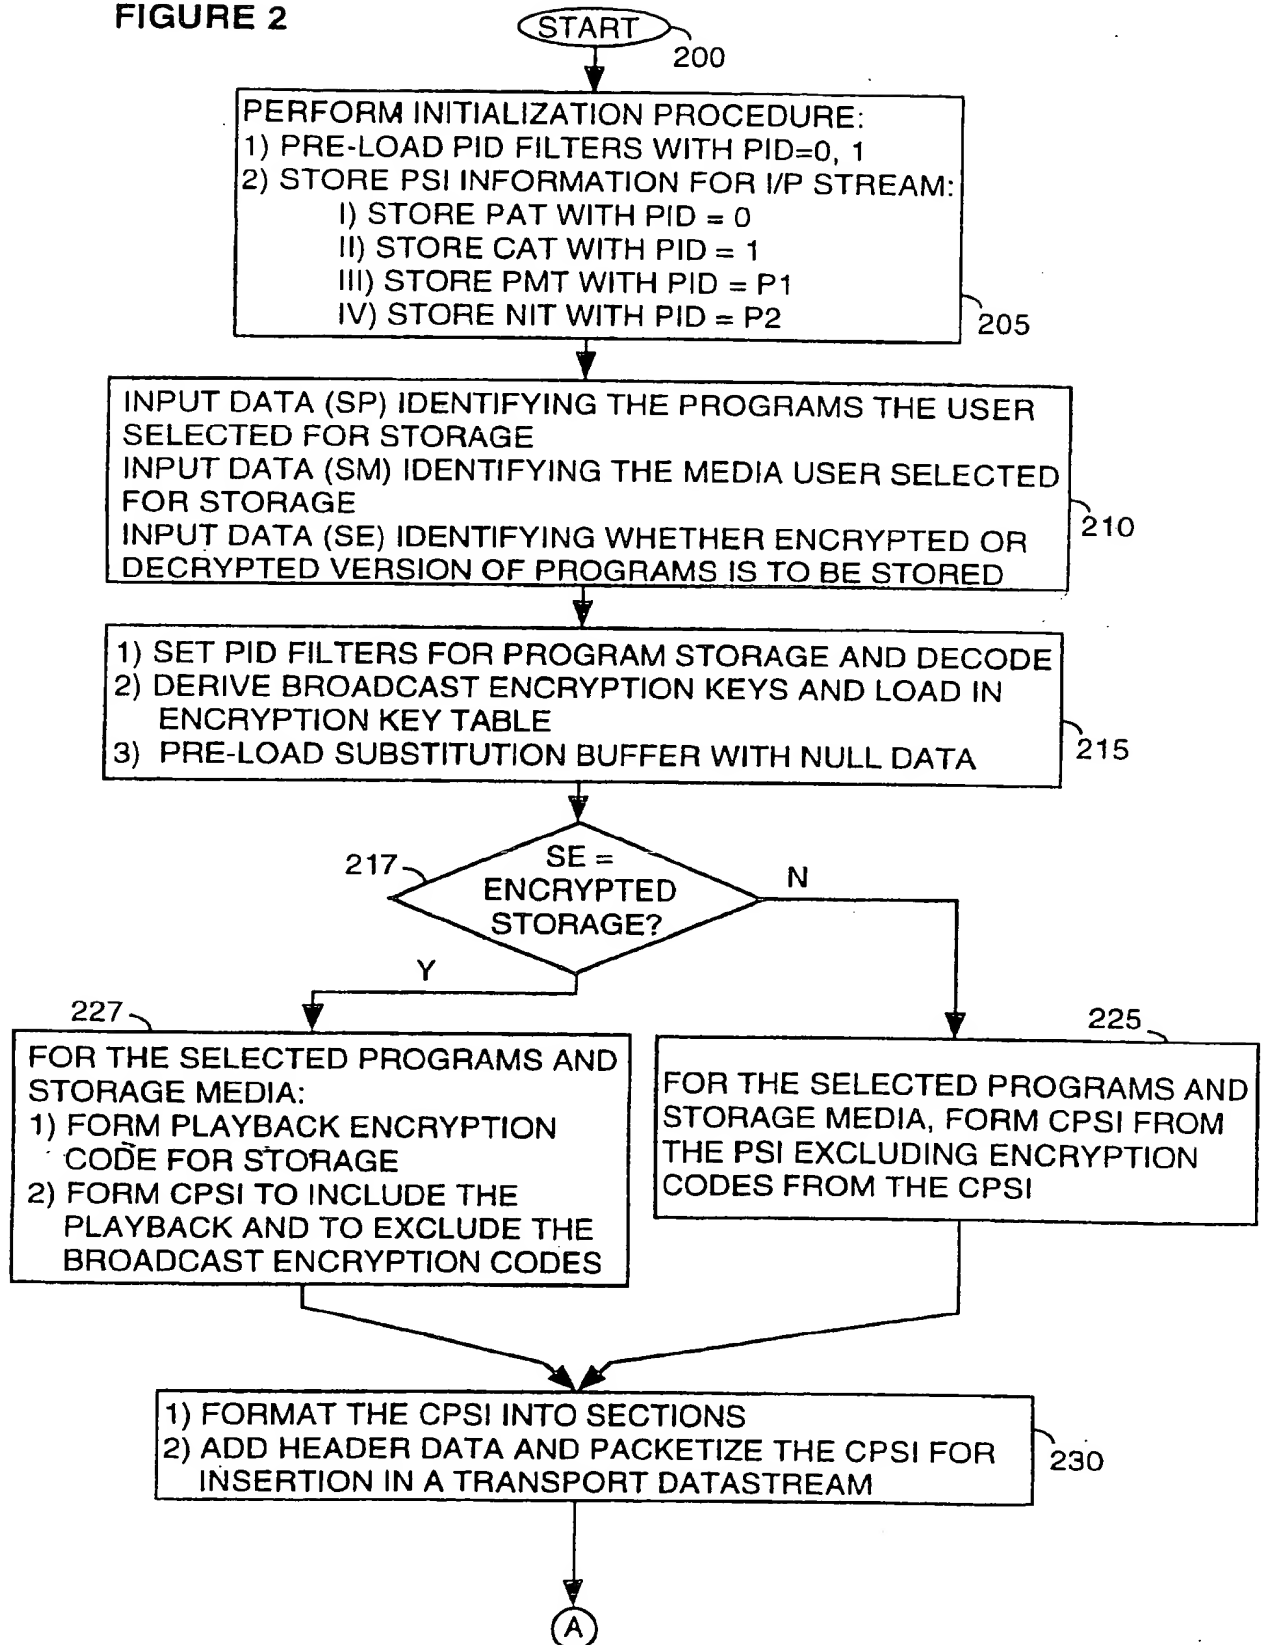 FIGURE 2
START
200
PERFORM INITIALIZATION PROCEDURE:
1) PRE-LOAD PID FILTERS WITH PID=0, 1
2) STORE PSI INFORMATION FOR I/P STREAM:
I) STORE PAT WITH PID = 0
II) STORE CAT WITH PID = 1
III) STORE PMT WITH PID = P1
IV) STORE NIT WITH PID = P2
205
INPUT DATA (SP) IDENTIFYING THE PROGRAMS THE USER
SELECTED FOR STORAGE
INPUT DATA (SM) IDENTIFYING THE MEDIA USER SELECTED
FOR STORAGE
INPUT DATA (SE) IDENTIFYING WHETHER ENCRYPTED OR
DECRYPTED VERSION OF PROGRAMS IS TO BE STORED
210
1) SET PID FILTERS FOR PROGRAM STORAGE AND DECODE
2) DERIVE BROADCAST ENCRYPTION KEYS AND LOAD IN
ENCRYPTION KEY TABLE
3) PRE-LOAD SUBSTITUTION BUFFER WITH NULL DATA
215
217
SE =
ENCRYPTED
STORAGE?
N
Y
227
FOR THE SELECTED PROGRAMS AND
STORAGE MEDIA:
1) FORM PLAYBACK ENCRYPTION
CODE FOR STORAGE
2) FORM CPSI TO INCLUDE THE
PLAYBACK AND TO EXCLUDE THE
BROADCAST ENCRYPTION CODES
225
FOR THE SELECTED PROGRAMS AND
STORAGE MEDIA, FORM CPSI FROM
THE PSI EXCLUDING ENCRYPTION
CODES FROM THE CPSI
1) FORMAT THE CPSI INTO SECTIONS
2) ADD HEADER DATA AND PACKETIZE THE CPSI FOR
INSERTION IN A TRANSPORT DATASTREAM
230
A